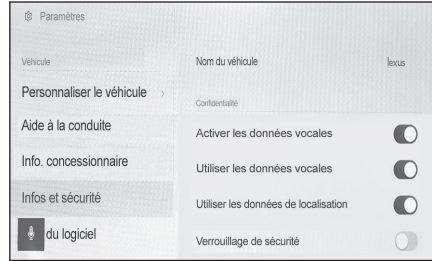 Paramètres
Véhicule
Personnaliser le véhicule
Aide à la conduite
Info. concessionnaire
Infos et sécurité
du logiciel
Nom du véhicule lexus
Confidentialité
Activer les données vocales
Utiliser les données vocales
Utiliser les données de localisation
Verrouillage de sécurité